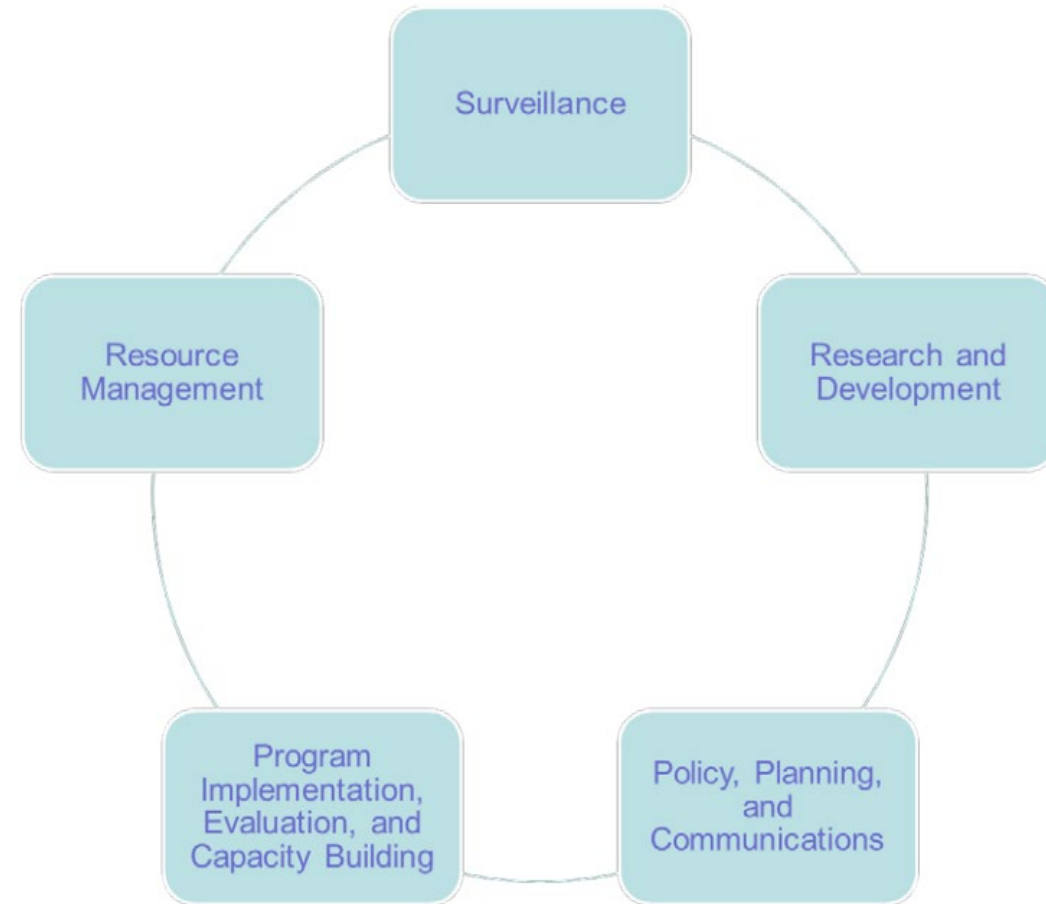 Surveillance
Research and
Development
Policy, Planning,
and
Communications
Program
Implementation,
Evaluation, and
Capacity Building
Resource
Management